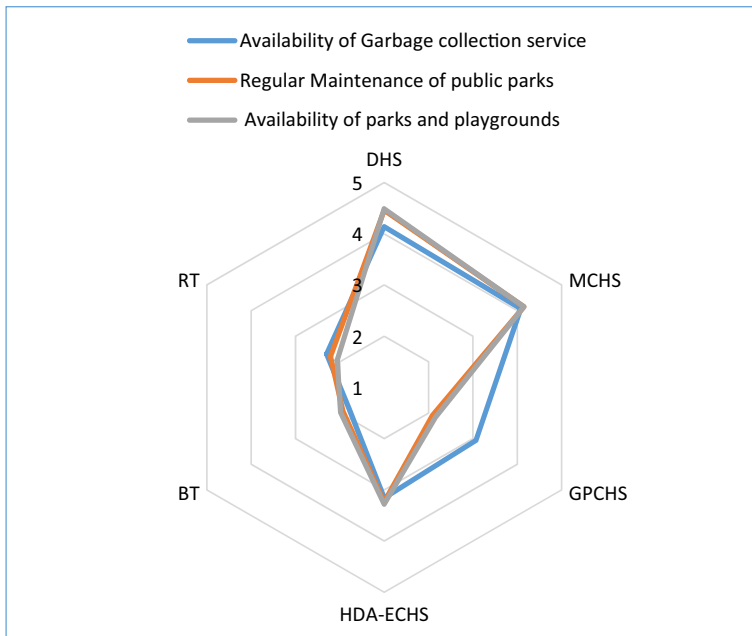 Availability of Garbage collection service
Regular Maintenance of public parks
Availability of parks and playgrounds
DHS
5
4
RT
MCHS
3
2
1
BT
GPCHS
HDA-ECHS